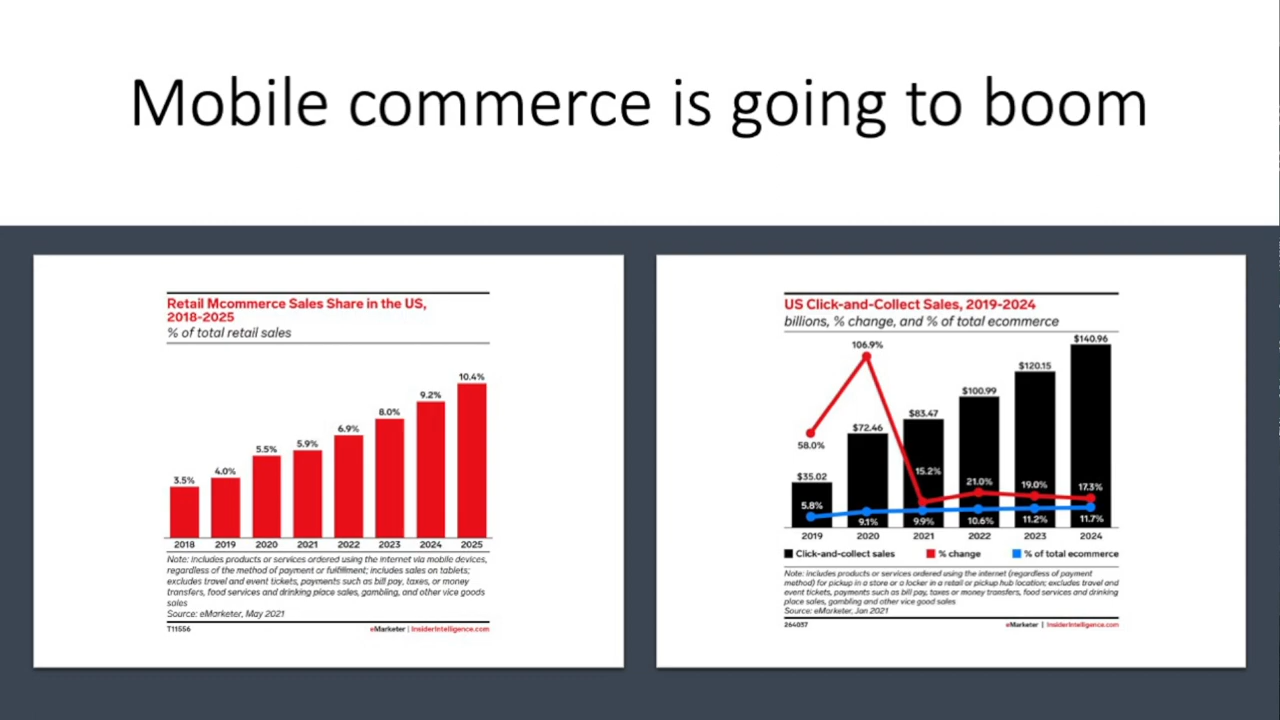 Mobile commerce is going to boom
Retail Mcommerce Sales Share in the US,
2018-2025
% of total retail sales
10.4%
9.2%
8.0%
6.9%
5.9%
5.5%
4.0%
3.5%
2018 2019 2020 2021 2022 2023 2024 2025
Note: includes products or services ordered using the internet via mobile devices,
regardless of the method of payment or fulfillment; includes sales on tablets;
excludes travel and event tickets, payments such as bill pay, taxes, or money
transfers, food services and drinking place sales, gambling, and other vice goods
sales
Source: eMarketer, May 2021
T11556 eMarketer | InsiderIntelligence.com
US Click-and-Collect Sales, 2019-2024
billions, % change, and % of total ecommerce
$140.96
106.9%
$120.15
$100.99
$83.47
$72.46
58.0%
15.2%
$35.02
21.0% 19.0% 17.3%
5.8%
9.1% 9.9% 10.6% 11.2% 11.7%
2019 2020 2021 2022 2023 2024
Click-and-collect sales % change % of total ecommerce
Note: includes products or services ordered using the internet (regardless of payment
method) for pickup in a store or a locker in a retail or pickup hub location; excludes travel and
event tickets, payments such as bill pay, taxes or money transfers, food services and drinking
place sales, gambling and other vice good sales
Source: eMarketer, Jan 2021
264037 eMarketer | InsiderIntelligence.com